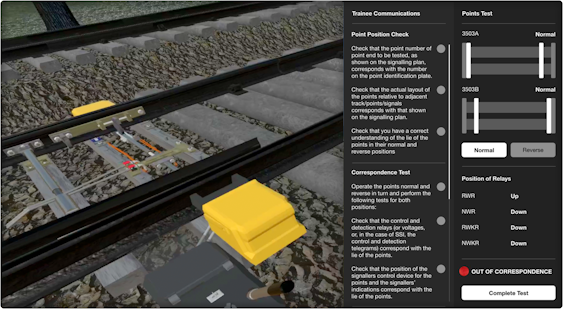 Trainee Communications
Point Position Check
Check that the point number of
point end to be tested, as
shown on the signalling plan,
corresponds with the number
on the point identification plate.
Check that the actual layout of
the points relative to adjacent
track/points/signals
corresponds with that shown
on the signalling plan.
Check that you have a correct
understanding of the lie of the
points in their normal and
reverse positions
Correspondence Test
Operate the points normal and
reverse in turn and perform the
following tests for both
positions:
Check that the control and
detection relays (or voltages,
or, in the case of SSI, the
control and detection
telegrams) correspond with the
lie of the points.
Check that the position of the
signallers control device for the
points and the signallers'
indications correspond with the
lie of the points.
Points Test
3503A Normal
3503B Normal
Normal Reverse
Position of Relays
RWR Up
NWR Down
RWKR Down
NWKR Down
OUT OF CORRESPONDENCE
Complete Test